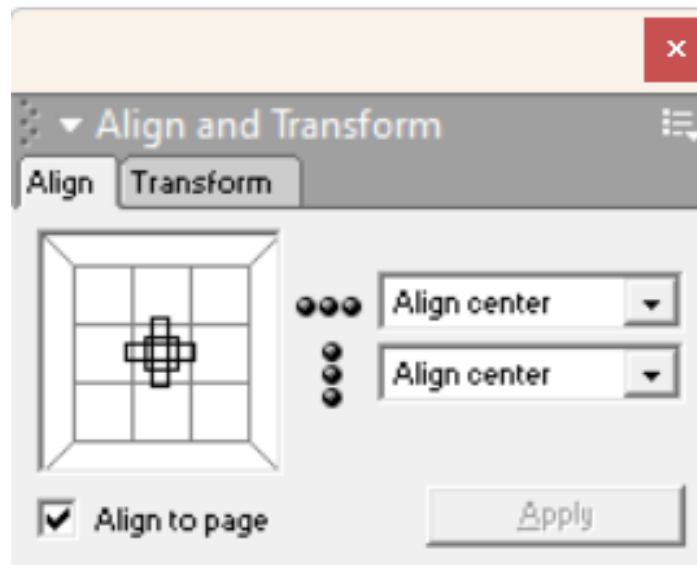 Align and Transform
Align Transform
Align center
Align center
Align to page
Apply